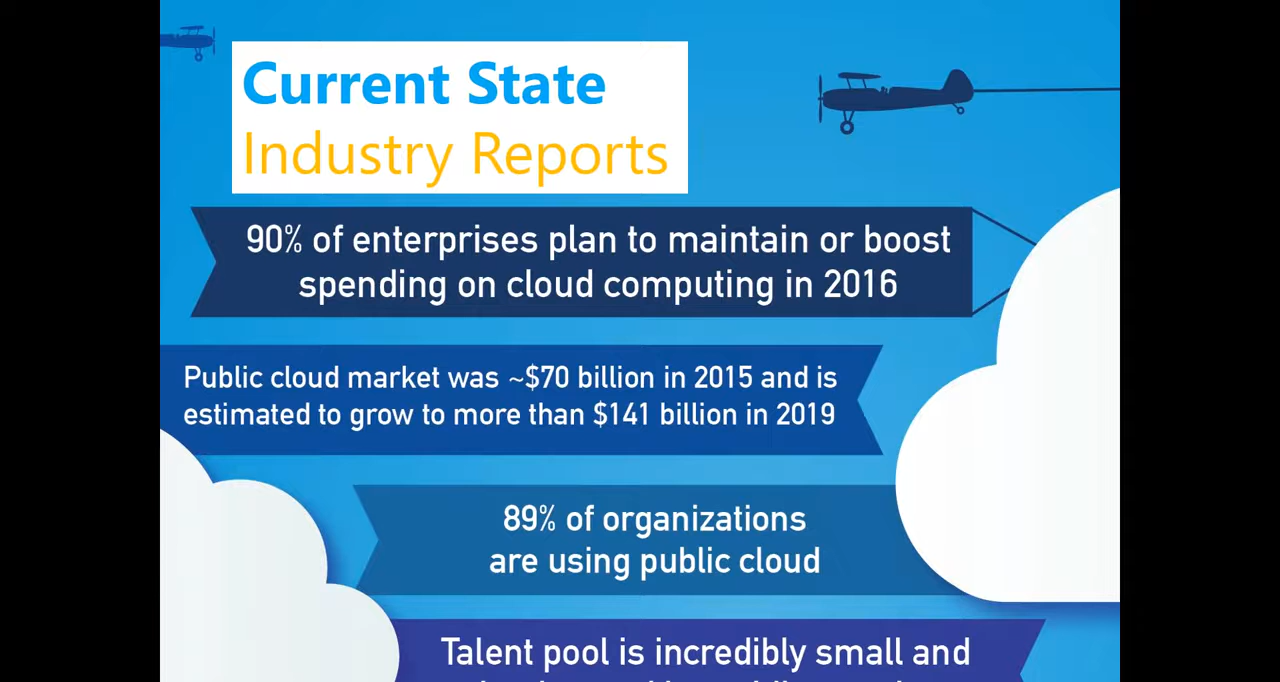 Current State
Industry Reports
90% of enterprises plan to maintain or boost
spending on cloud computing in 2016
Public cloud market was ~$70 billion in 2015 and is
estimated to grow to more than $141 billion in 2019
89% of organizations
are using public cloud
Talent pool is incredibly small and